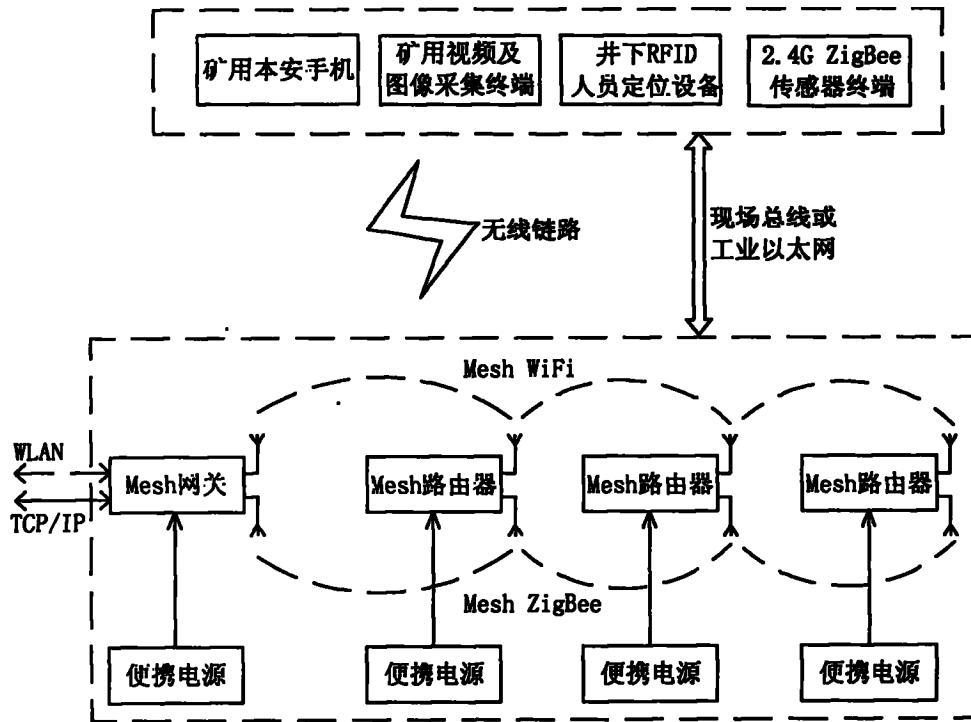 矿用本安手机
矿用视频及
图像采集终端
井下RFID
人员定位设备
2.4G ZigBee
传感器终端
无线链路
现场总线或
工业以太网
Mesh WiFi
WLAN
TCP/IP
Mesh网关
Mesh路由器
Mesh路由器
Mesh路由器
Mesh ZigBee
便携电源
便携电源
便携电源
便携电源